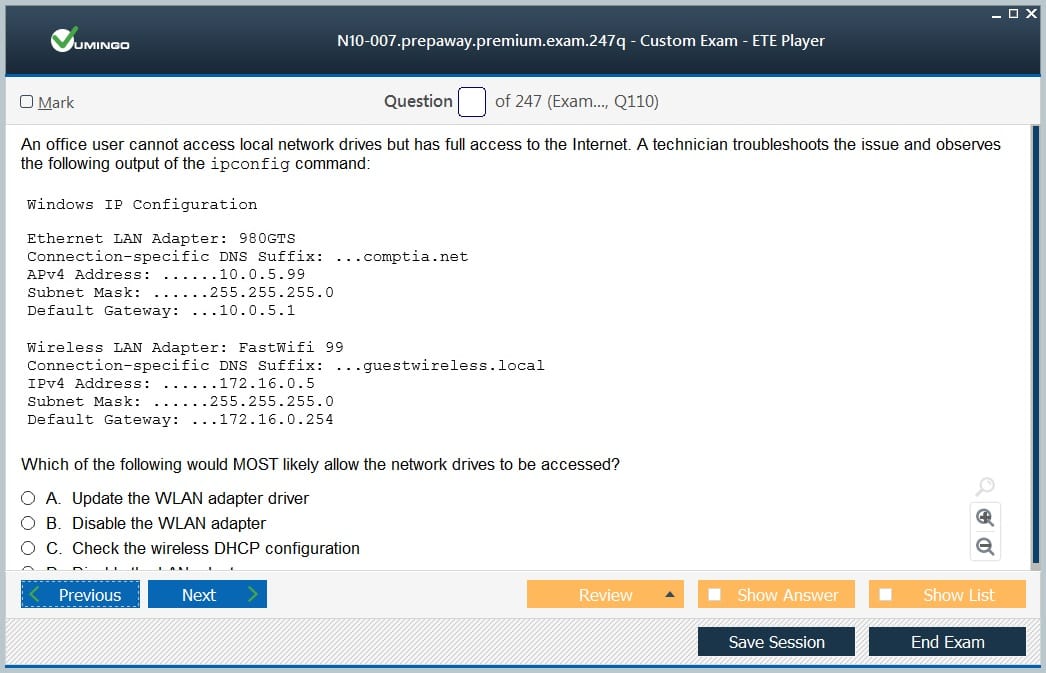 VUMINGO
N10-007.prepaway.premium.exam.247q - Custom Exam - ETE Player
Mark
Question of 247 (Exam..., Q110)
An office user cannot access local network drives but has full access to the Internet. A technician troubleshoots the issue and observes
the following output of the ipconfig command:
Windows IP Configuration
Ethernet LAN Adapter: 980GTS
Connection-specific DNS Suffix: ...comptia.net
APv4 Address: ......10.0.5.99
Subnet Mask: ......255.255.255.0
Default Gateway: ...10.0.5.1
Wireless LAN Adapter: FastWifi 99
Connection-specific DNS Suffix: ...guestwireless.local
IPv4 Address: ......172.16.0.5
Subnet Mask: ......255.255.255.0
Default Gateway: ...172.16.0.254
Which of the following would MOST likely allow the network drives to be accessed?
A. Update the WLAN adapter driver
B. Disable the WLAN adapter
C. Check the wireless DHCP configuration
Previous Next Review Show Answer Show List
Save Session End Exam